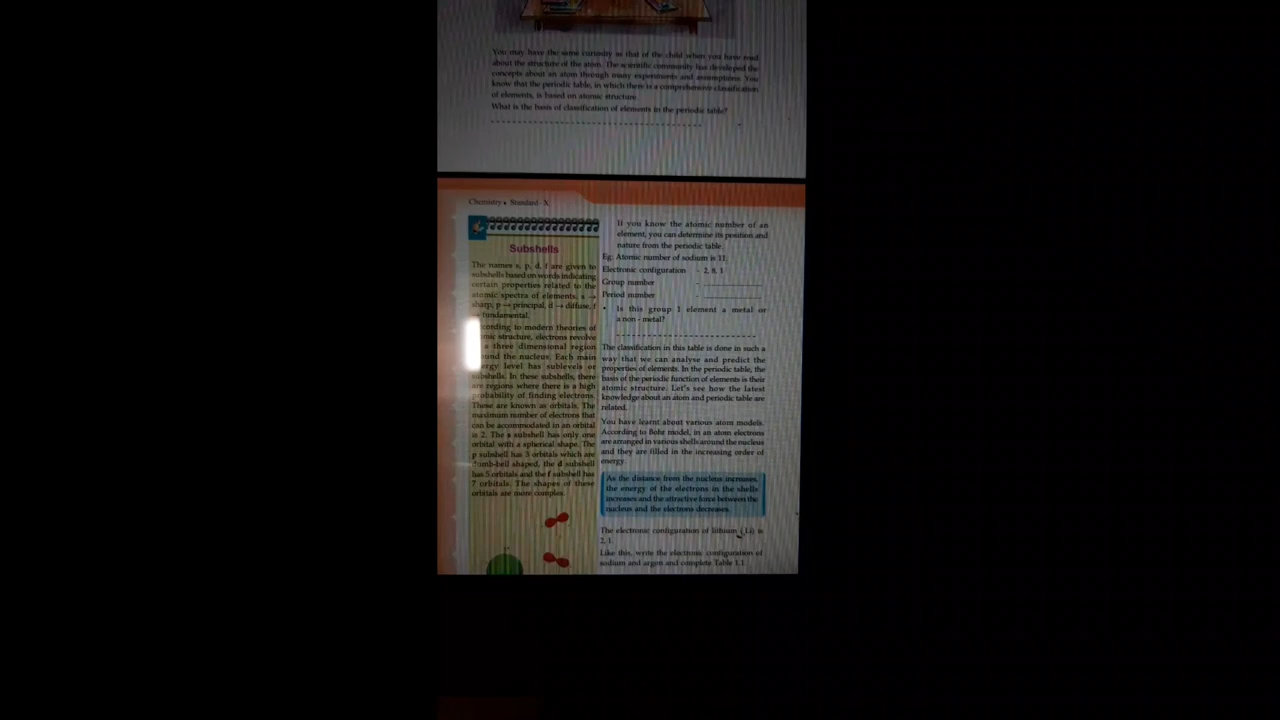 You may have the same curiosity as that of the child when you have read
about the structure of the atom. The scientific community has developed the
concepts about an atom through many experiments and assumptions. You
know that the periodic table, in which there is a comprehensive classification
of elements, is based on atomic structure.
What is the basis of classification of elements in the periodic table?
Chemistry • Standard - X
Subshells
The names s, p, d, f are given to
subshells based on words indicating
certain properties related to the
atomic spectra of elements, s →
sharp, p → principal, d → diffuse, f
→ fundamental.
according to modern theories of
structure, electrons revolve
a three dimensional region
the nucleus. Each main
level has sublevels or
subshells. In these subshells, there
are regions where there is a high
probability of finding electrons.
These are known as orbitals. The
maximum number of electrons that
can be accommodated in an orbital
is 2. The s subshell has only one
orbital with a spherical shape. The
p subshell has 3 orbitals which are
dumb-bell shaped, the d subshell
has 5 orbitals and the f subshell has
7 orbitals. The shapes of these
orbitals are more complex.
If you know the atomic number of an
element, you can determine its position and
nature from the periodic table.
Eg: Atomic number of sodium is 11.
Electronic configuration - 2, 8, 1
Group number -
Period number -
• Is this group 1 element a metal or
a non - metal?
The classification in this table is done in such a
way that we can analyse and predict the
properties of elements. In the periodic table, the
basis of the periodic function of elements is their
atomic structure. Let's see how the latest
knowledge about an atom and periodic table are
related.
You have learnt about various atom models.
According to Bohr model, in an atom electrons
are arranged in various shells around the nucleus
and they are filled in the increasing order of
energy.
As the distance from the nucleus increases,
the energy of the electrons in the shells
increases and the attractive force between the
nucleus and the electrons decreases.
The electronic configuration of lithium (₃Li) is
2, 1.
Like this, write the electronic configuration of
sodium and argon and complete Table 1.1